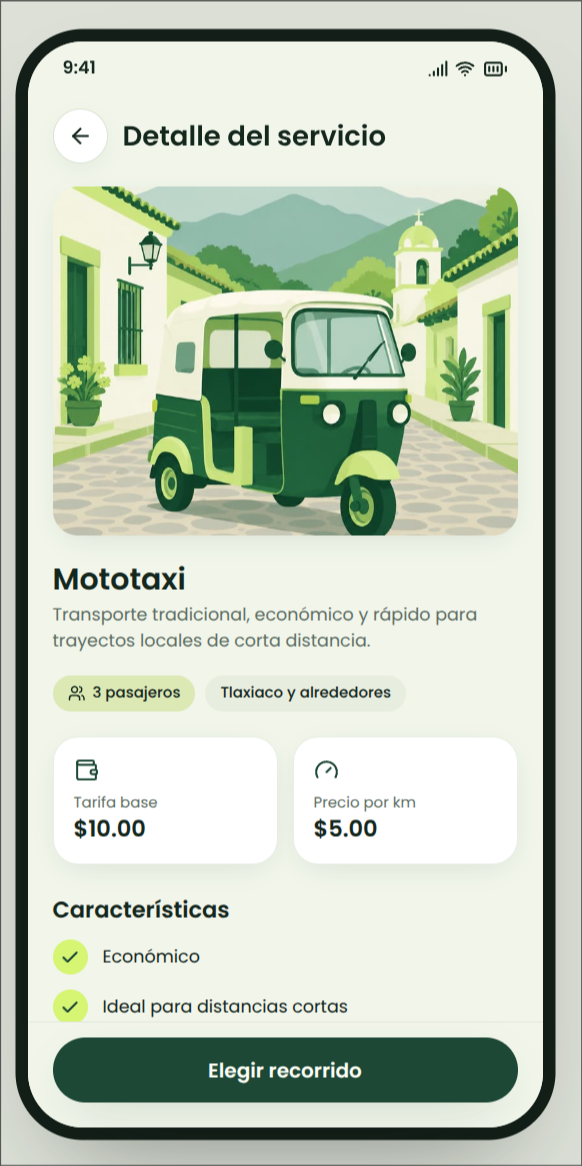 9:41
Detalle del servicio
Mototaxi
Transporte tradicional, económico y rápido para
trayectos locales de corta distancia.
3 pasajeros
Tlaxiaco y alrededores
Tarifa base
$10.00
Precio por km
$5.00
Características
Económico
Ideal para distancias cortas
Elegir recorrido